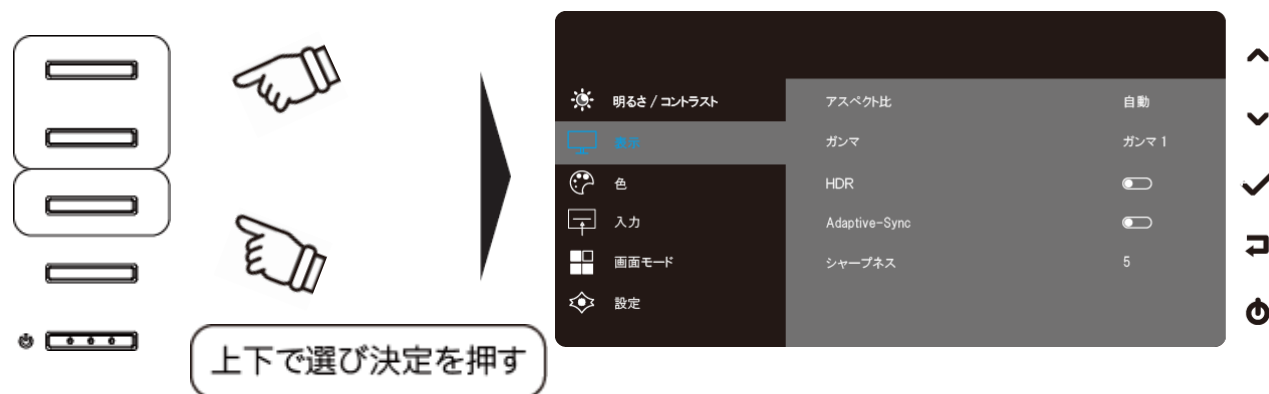 明るさ / コントラスト
アスペクト比 自動
表示
ガンマ ガンマ 1
色
HDR
入力
Adaptive-Sync
画面モード
シャープネス 5
設定
上下で選び決定を押す